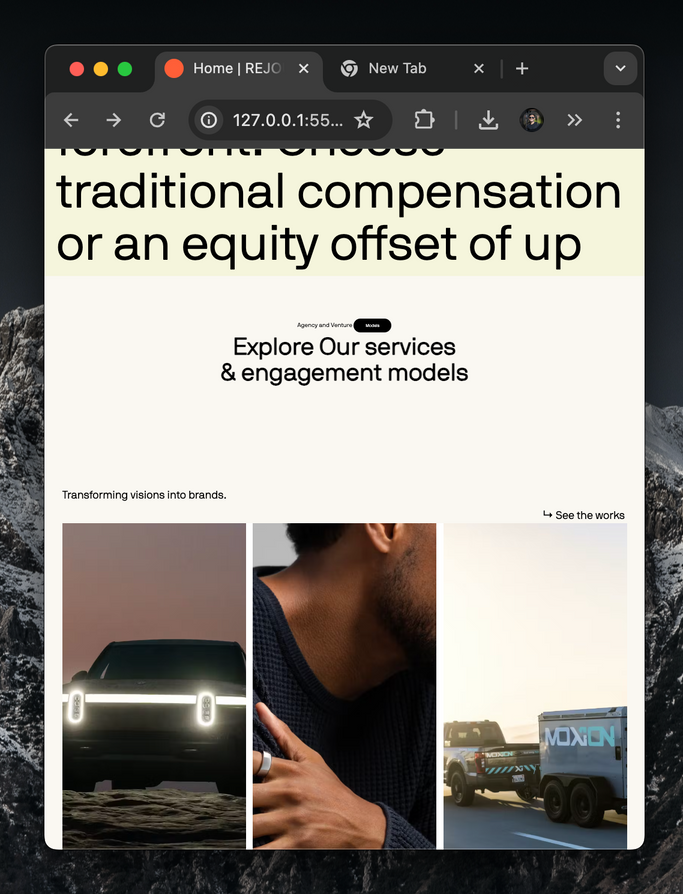 Home | REJO
New Tab
127.0.0.1:55...
traditional compensation
or an equity offset of up
Agency and Venture Models
Explore Our services
& engagement models
Transforming visions into brands.
↳ See the works
MOXION
MOXION